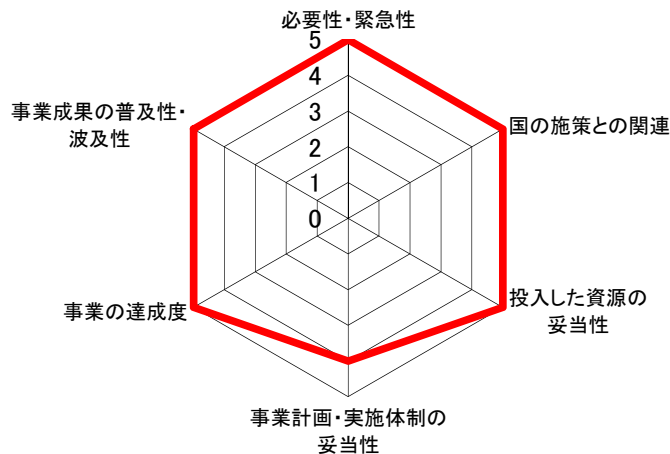 必要性・緊急性
5
4
3
2
1
0
国の施策との関連
投入した資源の
妥当性
事業計画・実施体制の
妥当性
事業の達成度
事業成果の普及性・
波及性